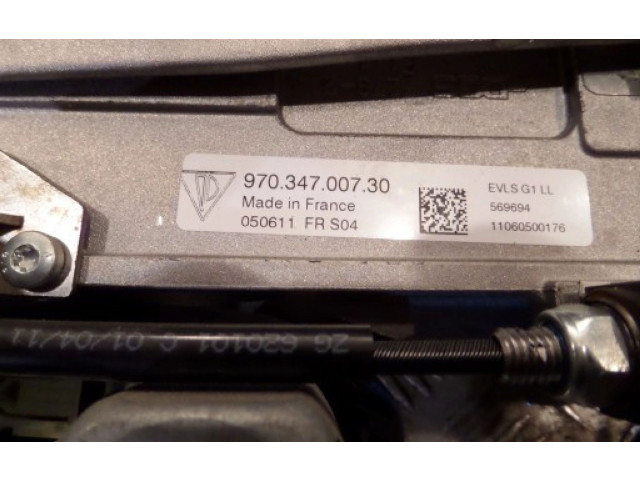 970.347.007.30
Made in France
050611 FR S04
EVLS G1 LL
569694
11060500176
ZG 620101 C 01/04/11